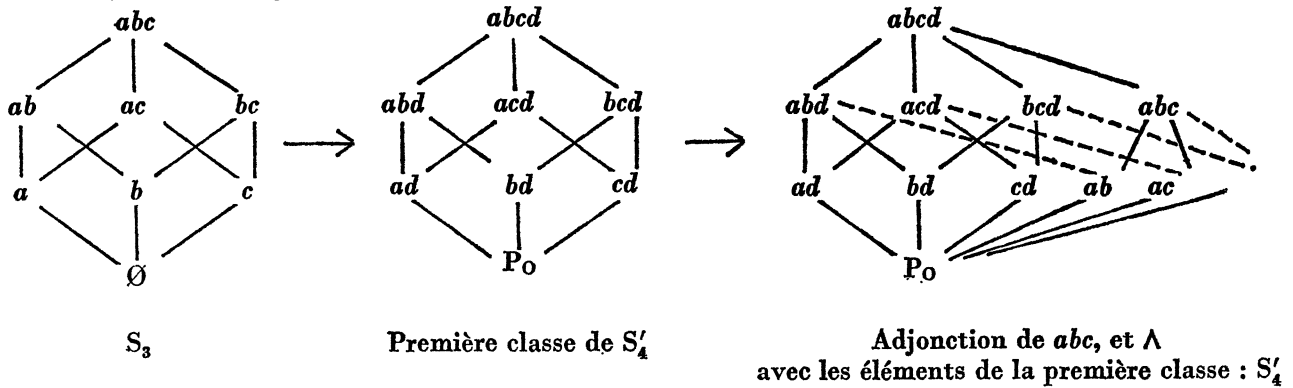 abc abcd abcd
ab ac bc abd acd bcd abd acd bcd abc
a b c ad bd cd ad bd cd ab ac
Ø P₀ P₀
S₃ Première classe de S′₄ Adjonction de abc, et Λ
avec les éléments de la première classe : S′₄